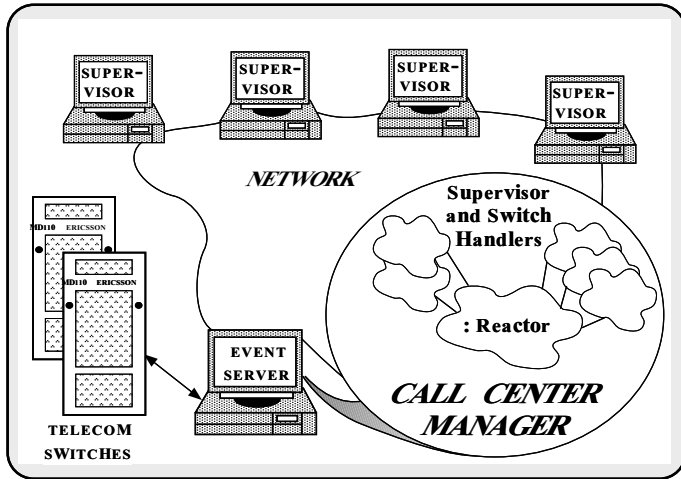 SUPER-
VISOR
SUPER-
VISOR
SUPER-
VISOR
SUPER-
VISOR
NETWORK
Supervisor
and Switch
Handlers
MD110 ERICSSON
MD110 ERICSSON
: Reactor
EVENT
SERVER
CALL CENTER
MANAGER
TELECOM
SWITCHES